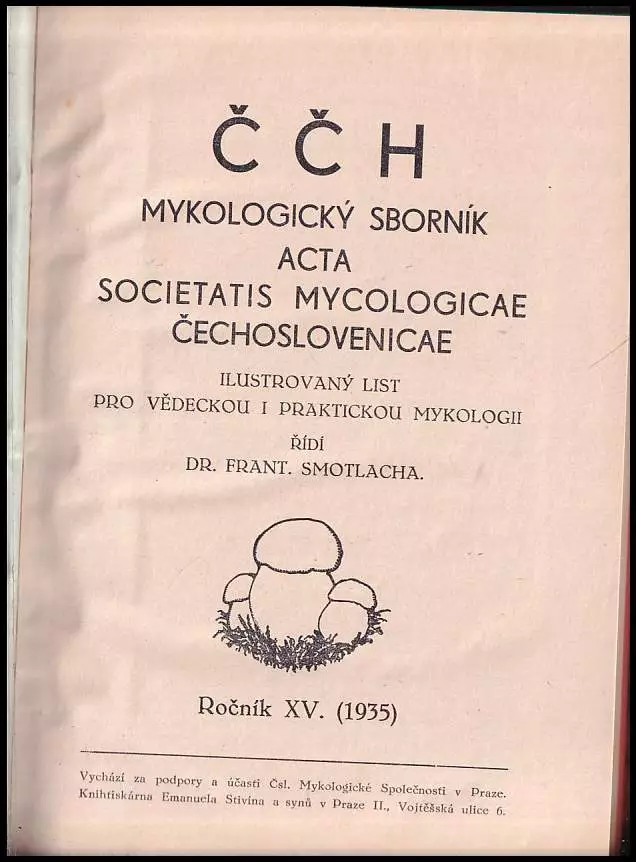 ČČH
MYKOLOGICKÝ SBORNÍK
ACTA
SOCIETATIS MYCOLOGICAE
ČECHOSLOVENICAE
ILUSTROVANÝ LIST
PRO VĚDECKOU I PRAKTICKOU MYKOLOGII
ŘÍDÍ
DR. FRANT. SMOTLACHA.
Ročník XV. (1935)
Vychází za podpory a účasti Čsl. Mykologické Společnosti v Praze.
Knihtiskárna Emanuela Stivína a synů v Praze II., Vojtěšská ulice 6.